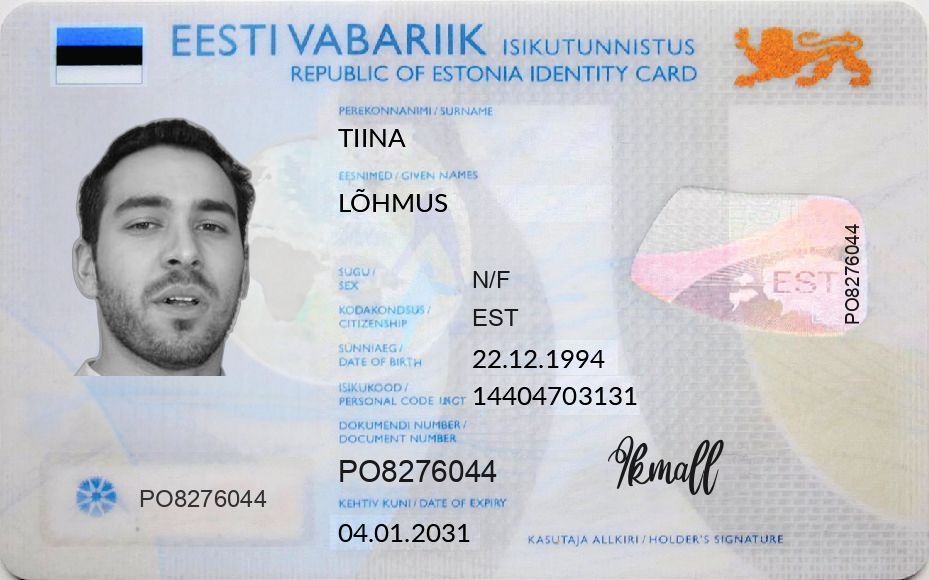 EESTI VABARIIK ISIKUTUNNISTUS
REPUBLIC OF ESTONIA IDENTITY CARD
PEREKONNANIMI / SURNAME
TIINA
EESNIMED / GIVEN NAMES
LÕHMUS
SUGU /
SEX
N/F
KODAKONDSUS /
CITIZENSHIP
EST
SÜNNIAEG /
DATE OF BIRTH
22.12.1994
ISIKUKOOD /
PERSONAL CODE
14404703131
DOKUMENDI NUMBER /
DOCUMENT NUMBER
PO8276044
KEHTIV KUNI / DATE OF EXPIRY
04.01.2031
PO8276044
EST
PO8276044
KASUTAJA ALLKIRI / HOLDER'S SIGNATURE